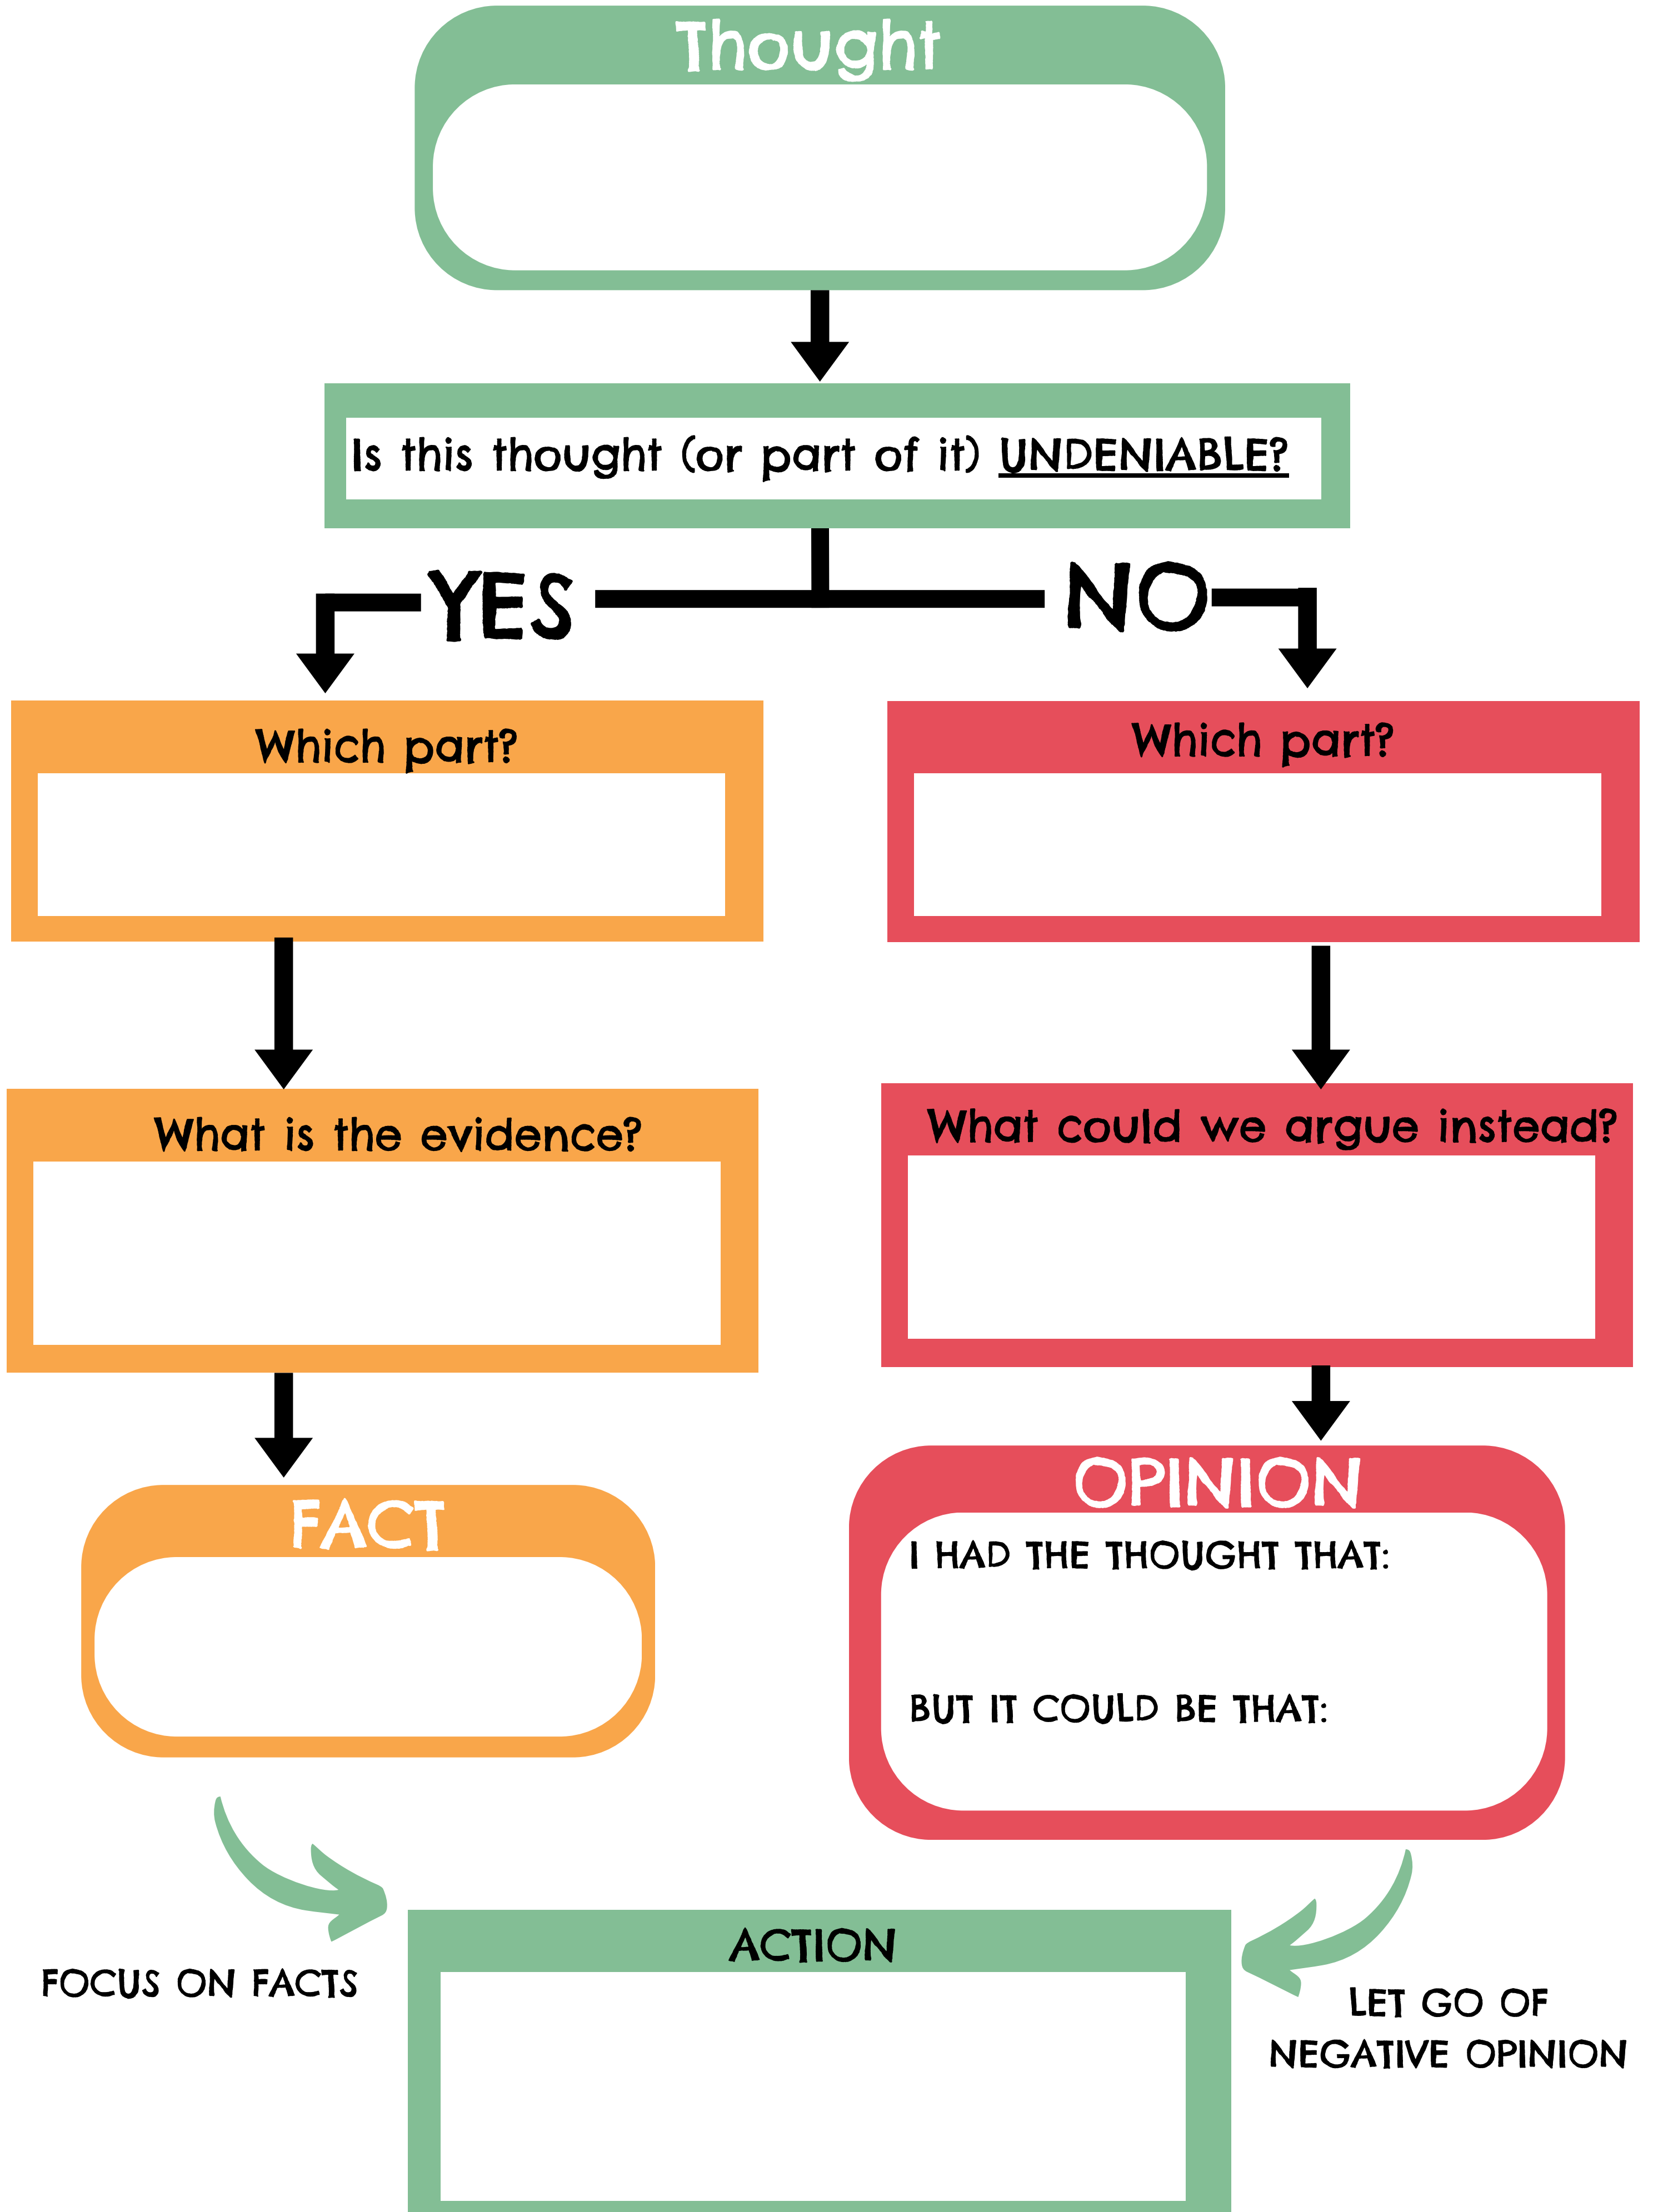 Thought
Is this thought (or part of it) UNDENIABLE?
YES
NO
Which part?
Which part?
What is the evidence?
What could we argue instead?
FACT
OPINION
I HAD THE THOUGHT THAT:
BUT IT COULD BE THAT:
ACTION
FOCUS ON FACTS
LET GO OF
NEGATIVE OPINION